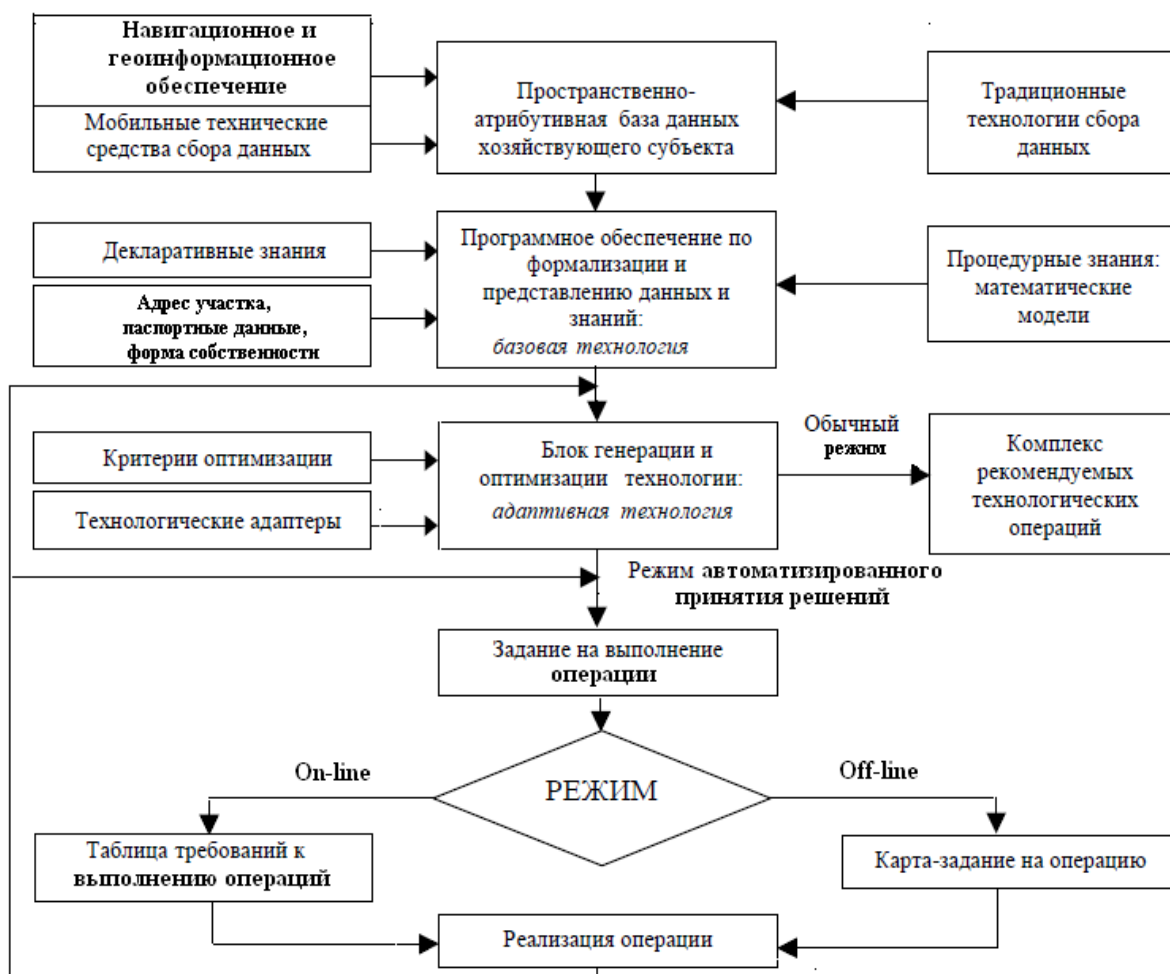 Навигационное и
геоинформационное
обеспечение
Мобильные технические
средства сбора данных
Пространственно-
атрибутивная база данных
хозяйствующего субъекта
Традиционные
технологии сбора
данных
Декларативные знания
Адрес участка,
паспортные данные,
форма собственности
Программное обеспечение по
формализации и
представлению данных и
знаний:
базовая технология
Процедурные знания:
математические
модели
Критерии оптимизации
Технологические адаптеры
Блок генерации и
оптимизации технологии:
адаптивная технология
Обычный
режим
Комплекс
рекомендуемых
технологических
операций
Режим автоматизированного
принятия решений
Задание на выполнение
операции
On-line
РЕЖИМ
Off-line
Таблица требований к
выполнению операций
Карта-задание на операцию
Реализация операции